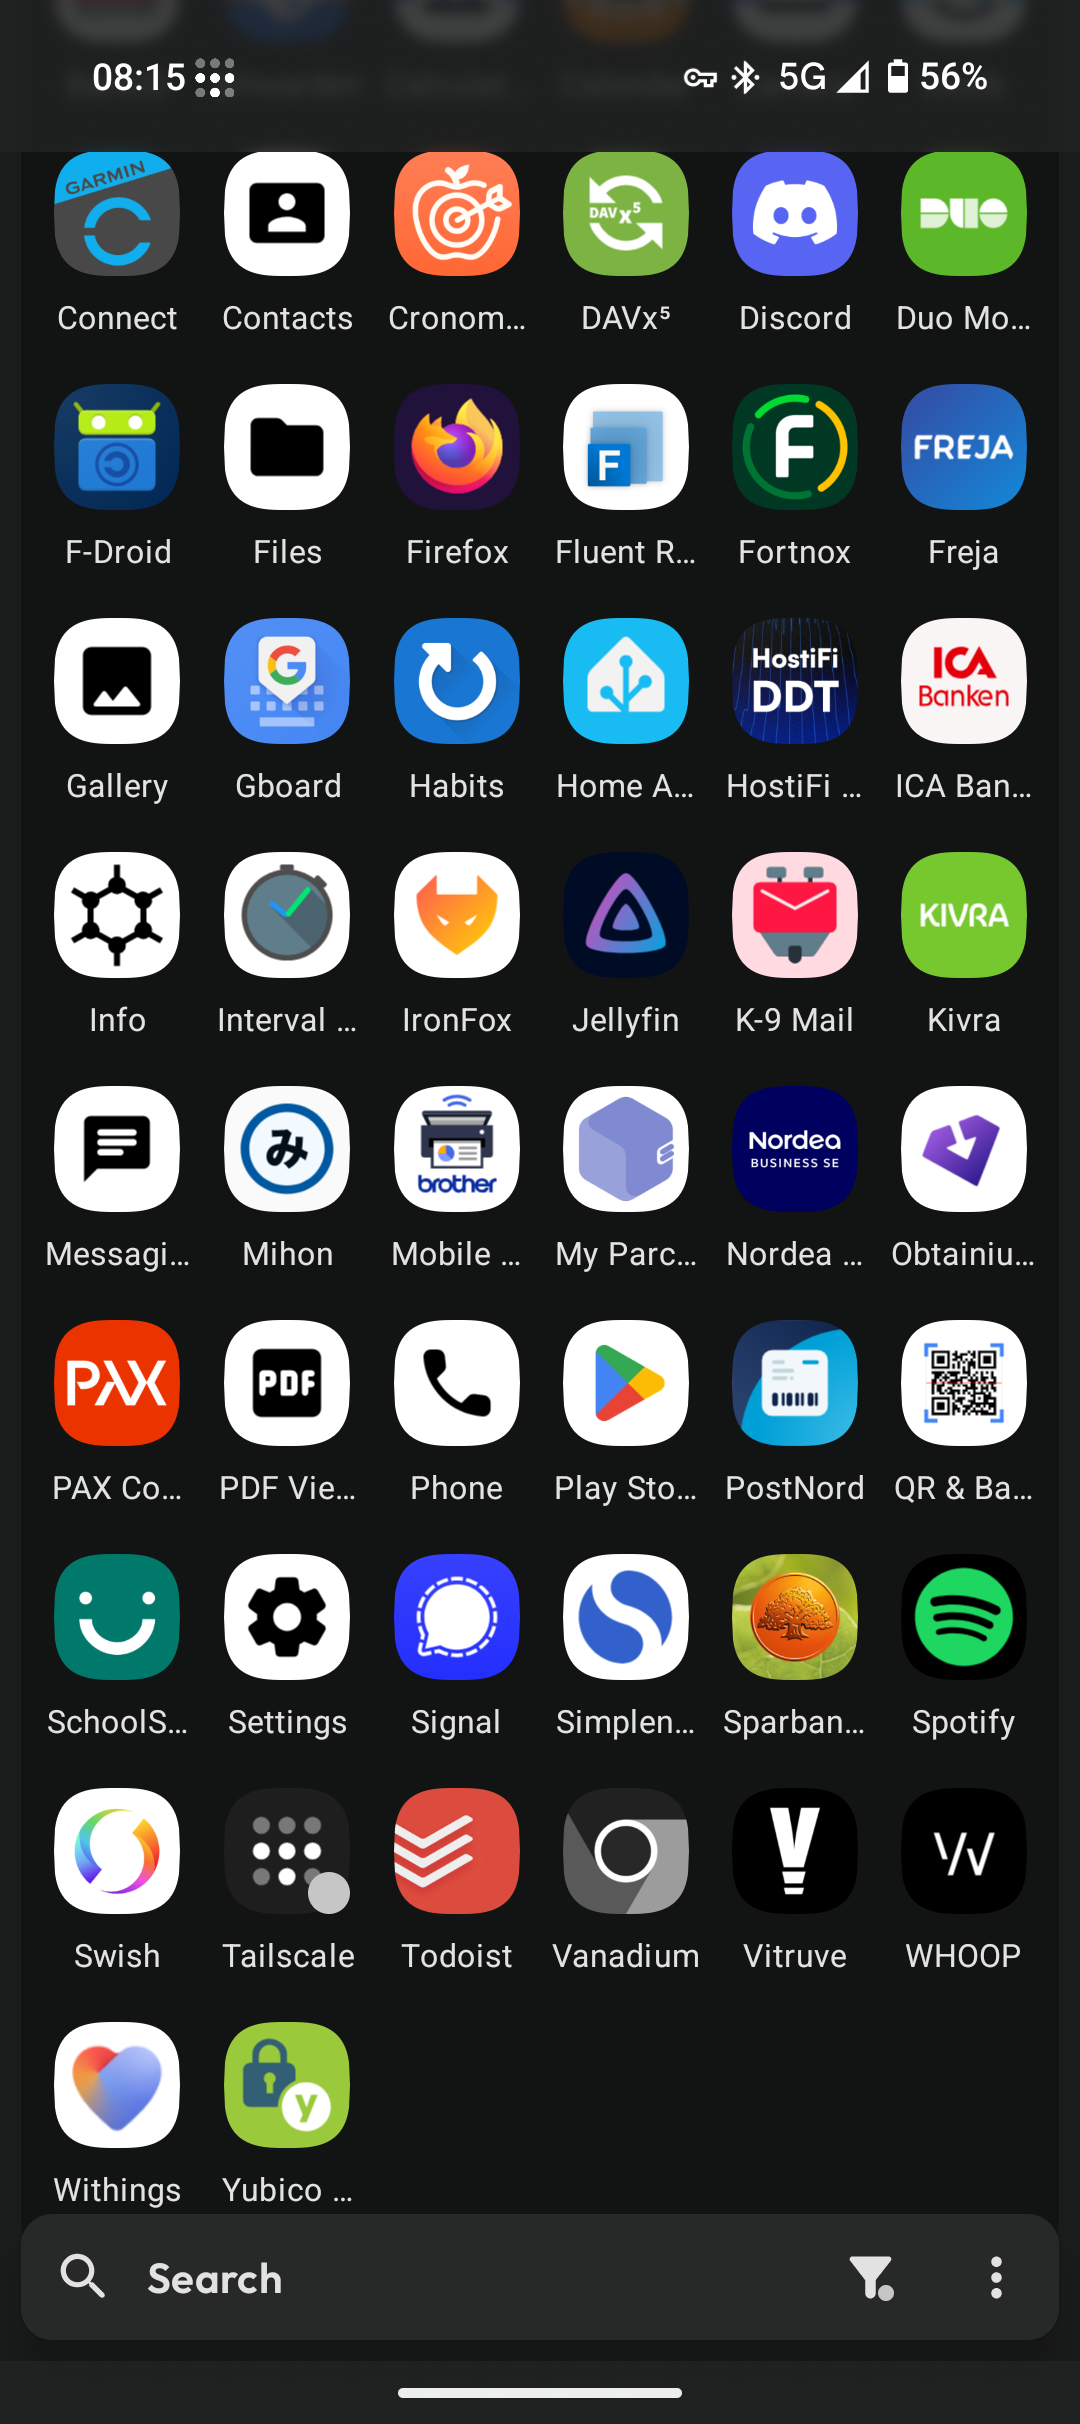 08:15 5G 56%
GARMIN DAVx⁵ DUO
Connect Contacts Cronom... DAVx⁵ Discord Duo Mo...
F F FREJA
F-Droid Files Firefox Fluent R... Fortnox Freja
G HostiFi DDT ICA Banken
Gallery Gboard Habits Home A... HostiFi ... ICA Ban...
KIVRA
Info Interval ... IronFox Jellyfin K-9 Mail Kivra
み brother Nordea BUSINESS SE
Messagi... Mihon Mobile ... My Parc... Nordea ... Obtainiu...
PAX PDF
PAX Co... PDF Vie... Phone Play Sto... PostNord QR & Ba...
SchoolS... Settings Signal Simplen... Sparban... Spotify
Swish Tailscale Todoist Vanadium Vitruve WHOOP
y
Withings Yubico ...
Search